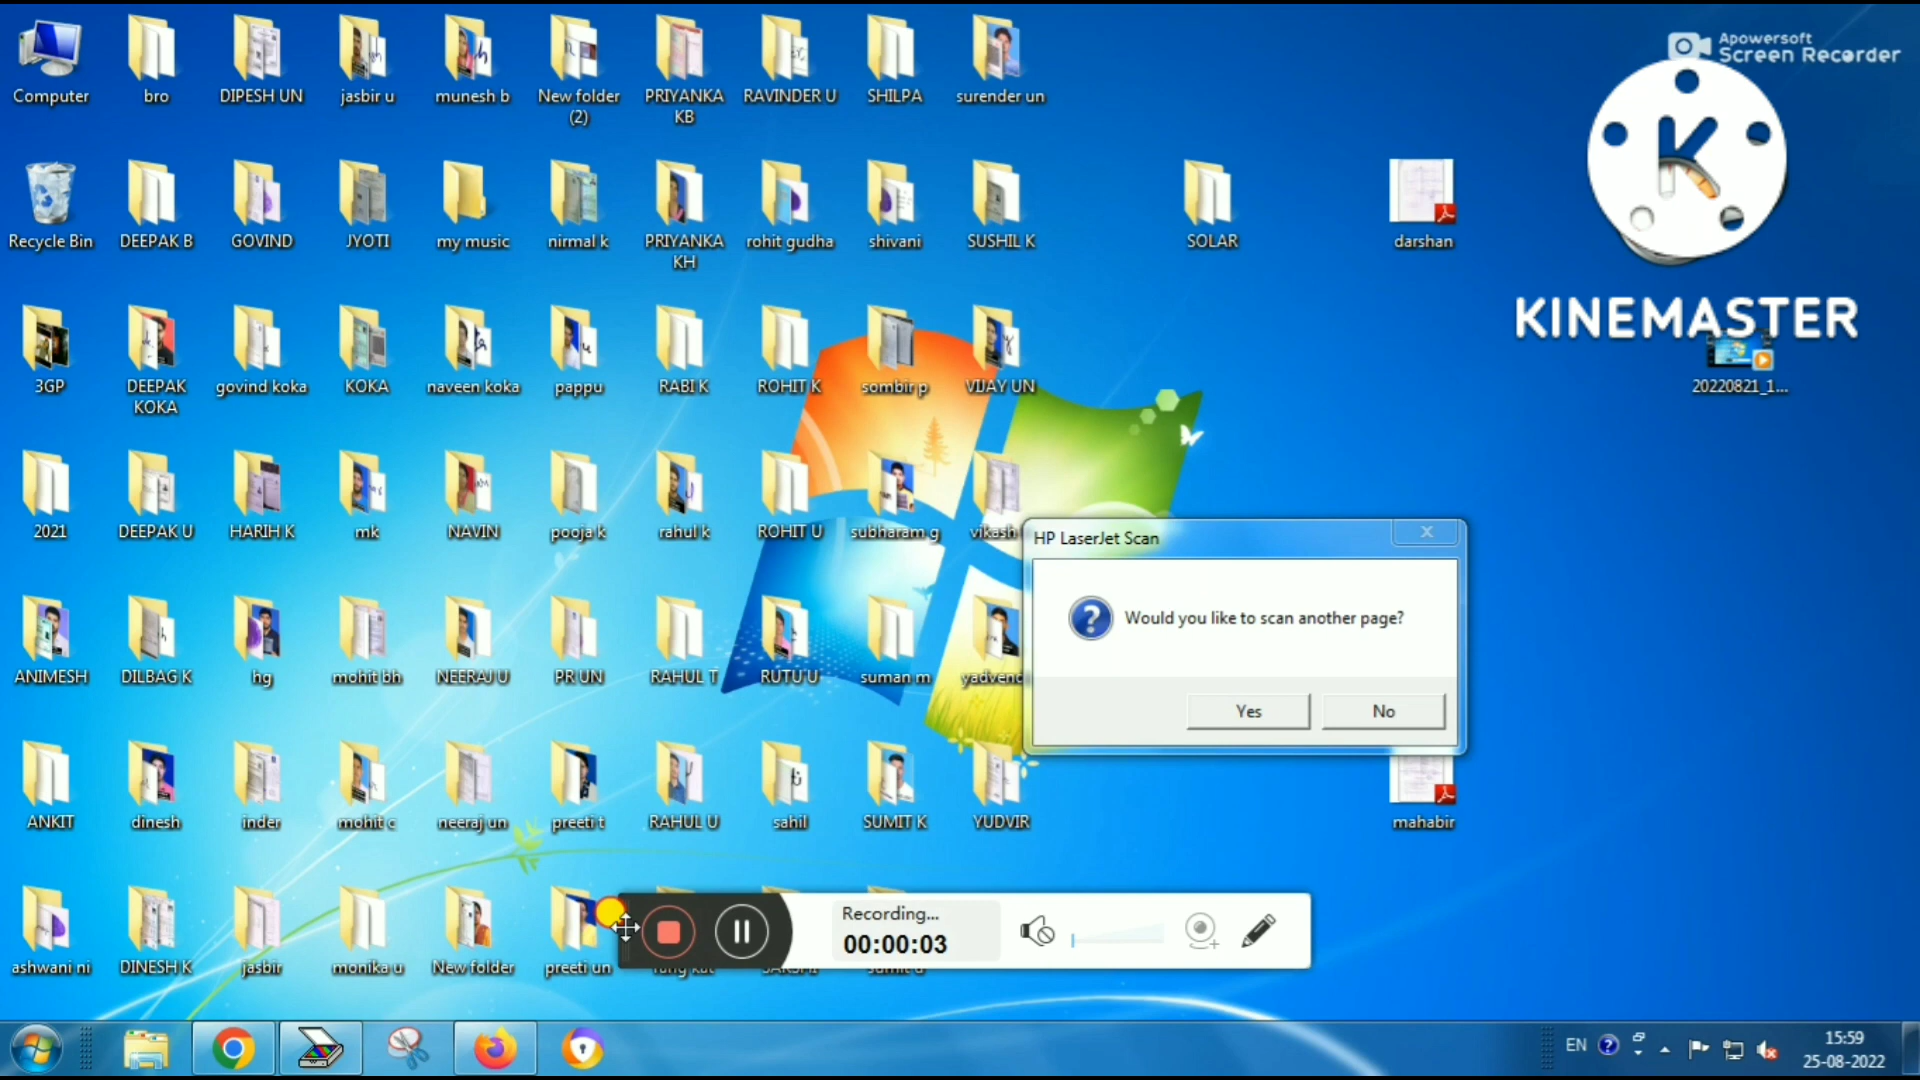 Apowersoft
Screen Recorder
KINEMASTER
Computer
bro
DIPESH UN
jasbir u
munesh b
New folder
(2)
PRIYANKA
KB
RAVINDER U
SHILPA
surender un
Recycle Bin
DEEPAK B
GOVIND
JYOTI
my music
nirmal k
PRIYANKA
KH
rohit gudha
shivani
SUSHIL K
SOLAR
darshan
3GP
DEEPAK
KOKA
govind koka
KOKA
naveen koka
pappu
RABI K
ROHIT K
sombir p
VIJAY UN
20220821_1...
2021
DEEPAK U
HARIH K
mk
NAVIN
pooja k
rahul k
ROHIT U
subharam g
vikash
HP LaserJet Scan
Would you like to scan another page?
Yes
No
ANIMESH
DILBAG K
hg
mohit bh
NEERAJ U
PR UN
RAHUL T
RUTU U
suman m
yadvend
ANKIT
dinesh
inder
mohit c
neeraj un
preeti t
RAHUL U
sahil
SUMIT K
YUDVIR
mahabir
Recording...
00:00:03
ashwani ni
DINESH K
jasbir
monika u
New folder
preeti un
EN
15:59
25-08-2022